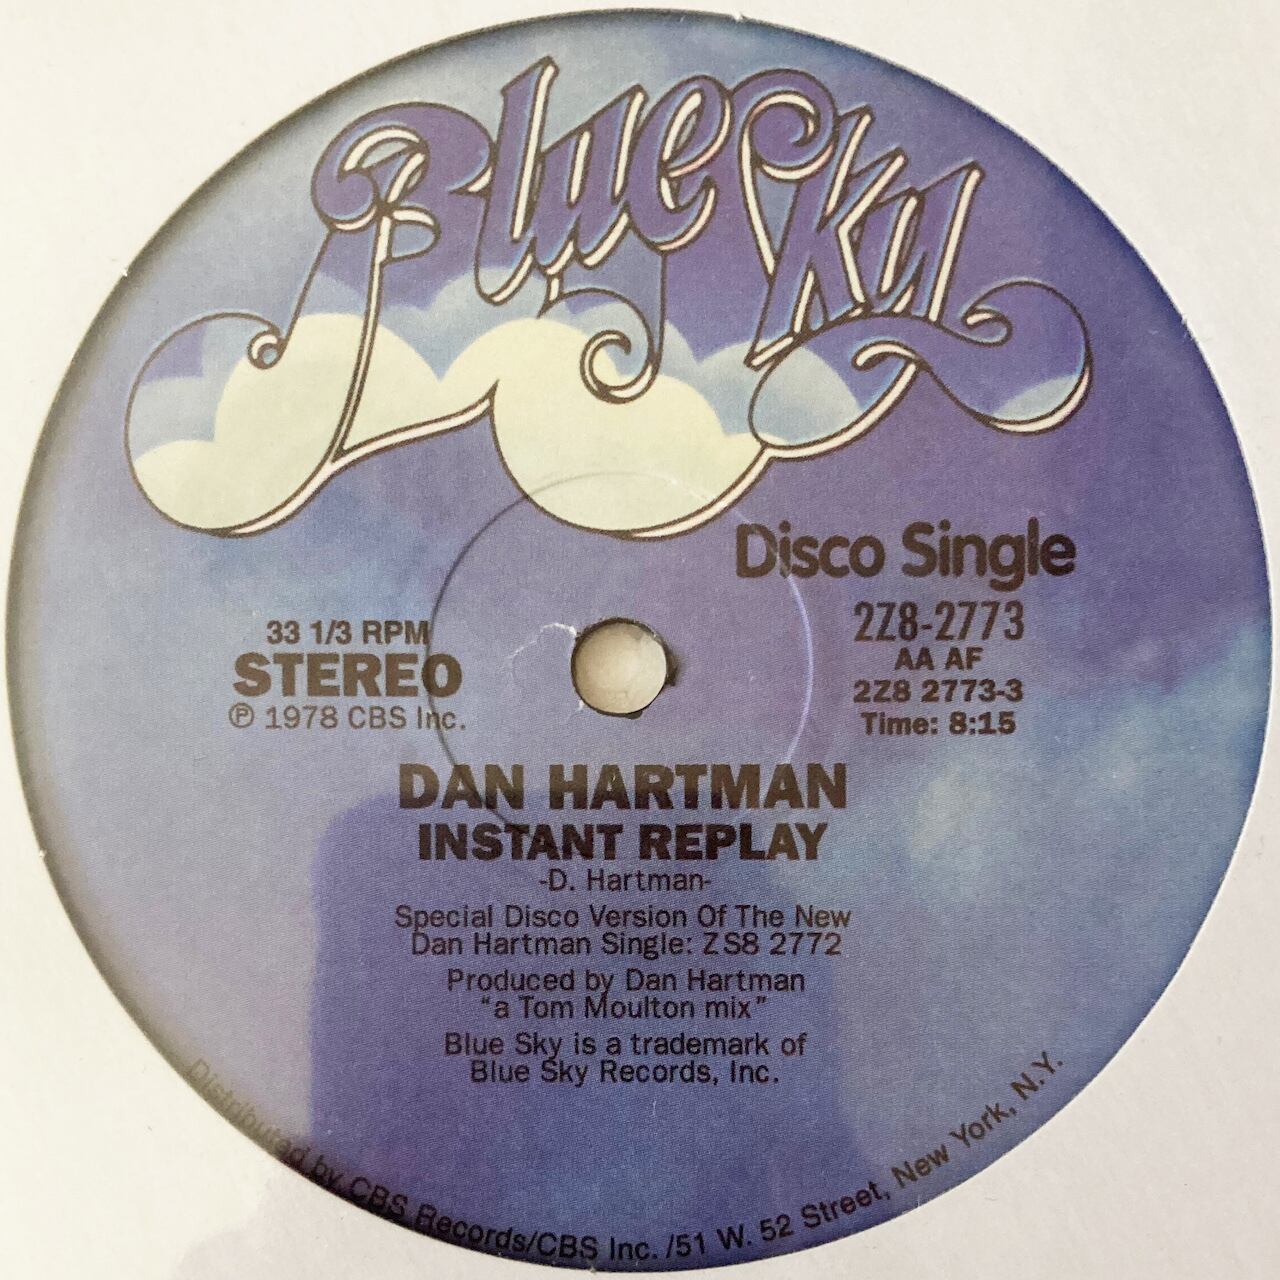 Blue Sky
Disco Single
2Z8-2773
AA AF
2Z8 2773-3
Time: 8:15
33 1/3 RPM
STEREO
℗ 1978 CBS Inc.
DAN HARTMAN
INSTANT REPLAY
-D. Hartman-
Special Disco Version Of The New
Dan Hartman Single: ZS8 2772
Produced by Dan Hartman
“a Tom Moulton mix”
Blue Sky is a trademark of
Blue Sky Records, Inc.
Distributed by CBS Records/CBS Inc. /51 W. 52 Street, New York, N.Y.